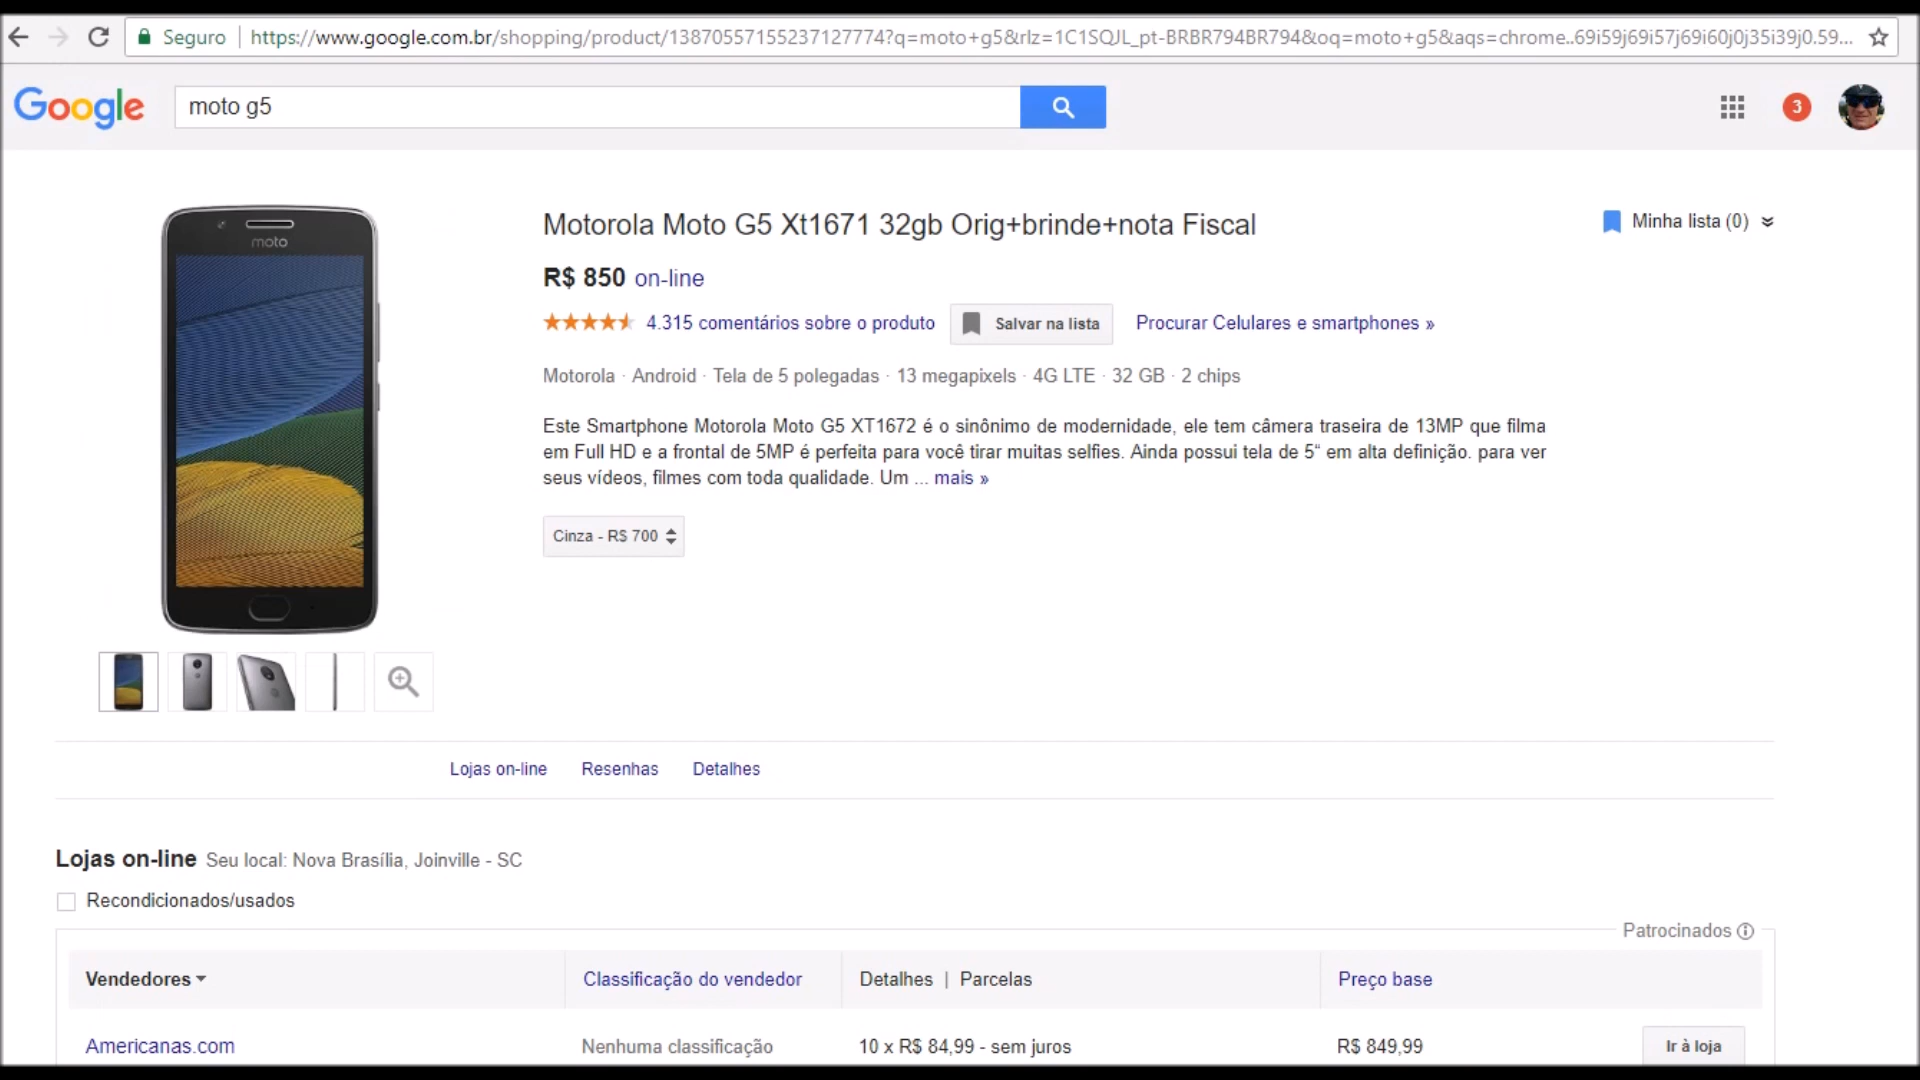 Seguro https://www.google.com.br/shopping/product/13870557155237127774?q=moto+g5&rlz=1C1SQJL_pt-BRBR794BR794&oq=moto+g5&aqs=chrome..69i59j69i57j69i60j0j35i39j0.59...
Google moto g5 3
moto
Motorola Moto G5 Xt1671 32gb Orig+brinde+nota Fiscal
Minha lista (0)
R$ 850 on-line
4.315 comentários sobre o produto Salvar na lista Procurar Celulares e smartphones »
Motorola · Android · Tela de 5 polegadas · 13 megapixels · 4G LTE · 32 GB · 2 chips
Este Smartphone Motorola Moto G5 XT1672 é o sinônimo de modernidade, ele tem câmera traseira de 13MP que filma
em Full HD e a frontal de 5MP é perfeita para você tirar muitas selfies. Ainda possui tela de 5“ em alta definição. para ver
seus vídeos, filmes com toda qualidade. Um ... mais »
Cinza - R$ 700
Lojas on-line Resenhas Detalhes
Lojas on-line Seu local: Nova Brasília, Joinville - SC
Recondicionados/usados
Patrocinados
Vendedores Classificação do vendedor Detalhes | Parcelas Preço base
Americanas.com Nenhuma classificação 10 x R$ 84,99 - sem juros R$ 849,99 Ir à loja